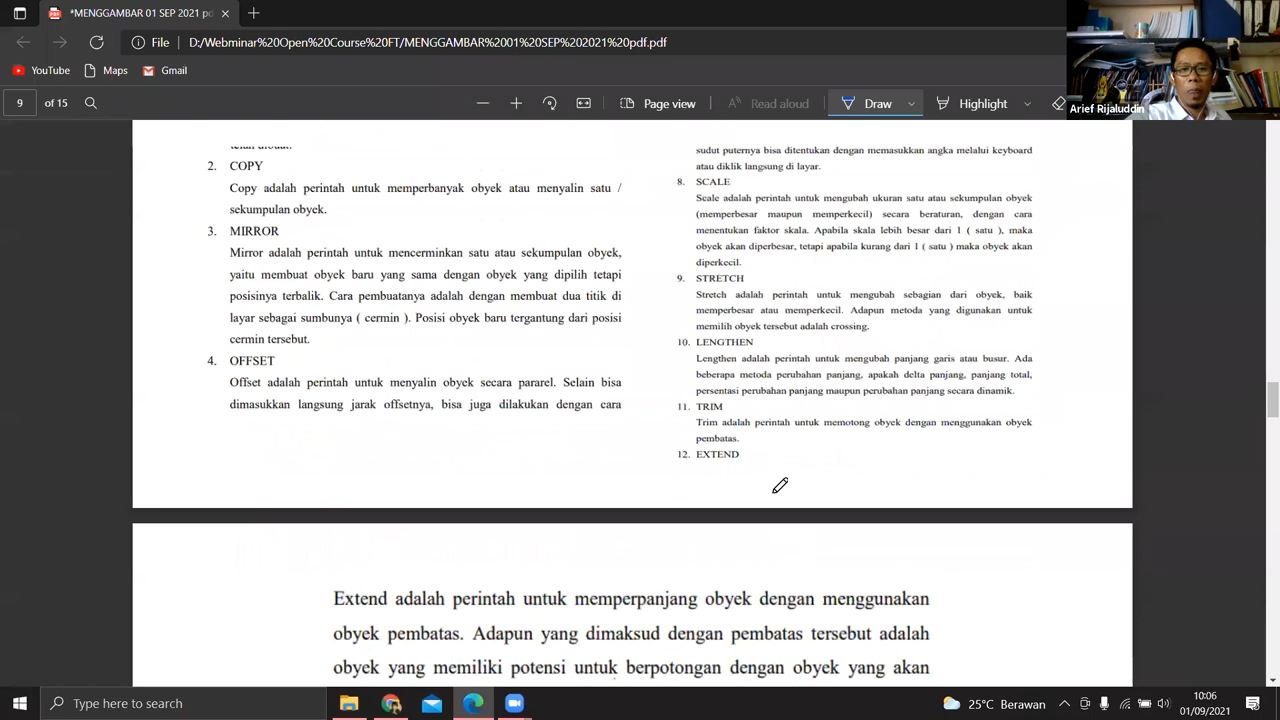 *MENGGAMBAR 01 SEP 2021 pd
File
D:/Webminar%20Open%20Course%20FT/MENGGAMBAR%2001%20SEP%202021%20pdf.pdf
YouTube
Maps
Gmail
9
of 15
Page view
Read aloud
Draw
Highlight
Arief Rijaluddin
telah dibuat.
2. COPY
Copy adalah perintah untuk memperbanyak obyek atau menyalin satu /
sekumpulan obyek.
3. MIRROR
Mirror adalah perintah untuk mencerminkan satu atau sekumpulan obyek,
yaitu membuat obyek baru yang sama dengan obyek yang dipilih tetapi
posisinya terbalik. Cara pembuatanya adalah dengan membuat dua titik di
layar sebagai sumbunya ( cermin ). Posisi obyek baru tergantung dari posisi
cermin tersebut.
4. OFFSET
Offset adalah perintah untuk menyalin obyek secara pararel. Selain bisa
dimasukkan langsung jarak offsetnya, bisa juga dilakukan dengan cara
sudut puternya bisa ditentukan dengan memasukkan angka melalui keyboard
atau diklik langsung di layar.
8. SCALE
Scale adalah perintah untuk mengubah ukuran satu atau sekumpulan obyek
(memperbesar maupun memperkecil) secara beraturan, dengan cara
menentukan faktor skala. Apabila skala lebih besar dari 1 ( satu ), maka
obyek akan diperbesar, tetapi apabila kurang dari 1 ( satu ) maka obyek akan
diperkecil.
9. STRETCH
Stretch adalah perintah untuk mengubah sebagian dari obyek, baik
memperbesar atau memperkecil. Adapun metoda yang digunakan untuk
memilih obyek tersebut adalah crossing.
10. LENGTHEN
Lengthen adalah perintah untuk mengubah panjang garis atau busur. Ada
beberapa metoda perubahan panjang, apakah delta panjang, panjang total,
persentasi perubahan panjang maupun perubahan panjang secara dinamik.
11. TRIM
Trim adalah perintah untuk memotong obyek dengan menggunakan obyek
pembatas.
12. EXTEND
Extend adalah perintah untuk memperpanjang obyek dengan menggunakan
obyek pembatas. Adapun yang dimaksud dengan pembatas tersebut adalah
obyek yang memiliki potensi untuk berpotongan dengan obyek yang akan
Type here to search
25°C Berawan
10:06
01/09/2021